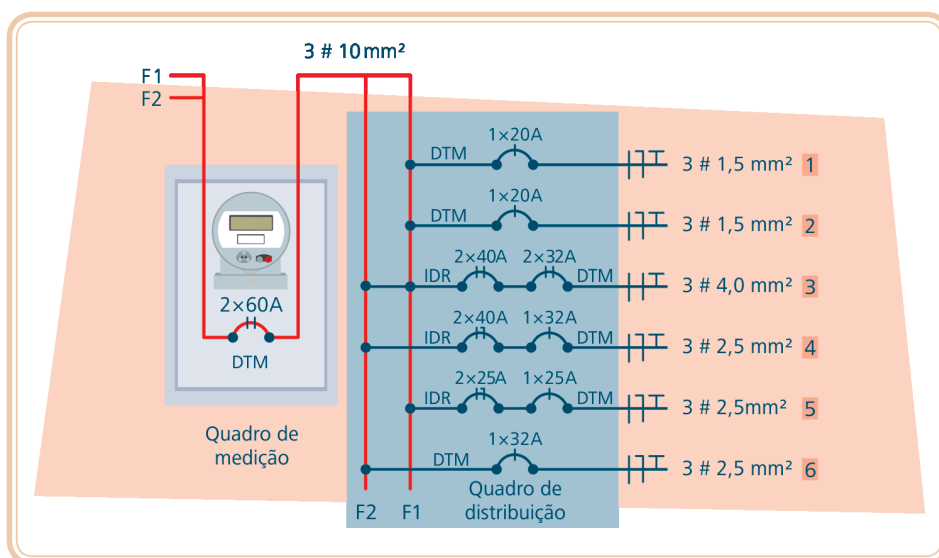 3 # 10 mm²
F1
F2
1×20A
DTM
3 # 1,5 mm² 1
1×20A
DTM
3 # 1,5 mm² 2
2×40A 2×32A
IDR DTM
3 # 4,0 mm² 3
2×60A
DTM
2×40A 1×32A
IDR DTM
3 # 2,5 mm² 4
2×25A 1×25A
IDR DTM
3 # 2,5mm² 5
Quadro de
medição
1×32A
DTM
3 # 2,5 mm² 6
F2 F1
Quadro de
distribuição